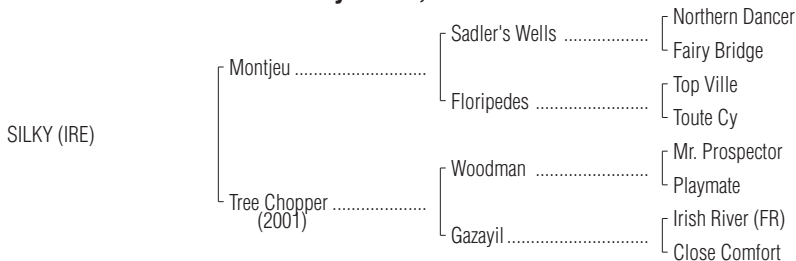 Northern Dancer
Sadler's Wells ..................
Fairy Bridge
Montjeu ............................
Top Ville
Floripedes ........................
Toute Cy
SILKY (IRE)
Mr. Prospector
Woodman ........................
Playmate
Tree Chopper ....................
(2001)
Irish River (FR)
Gazayil..............................
Close Comfort